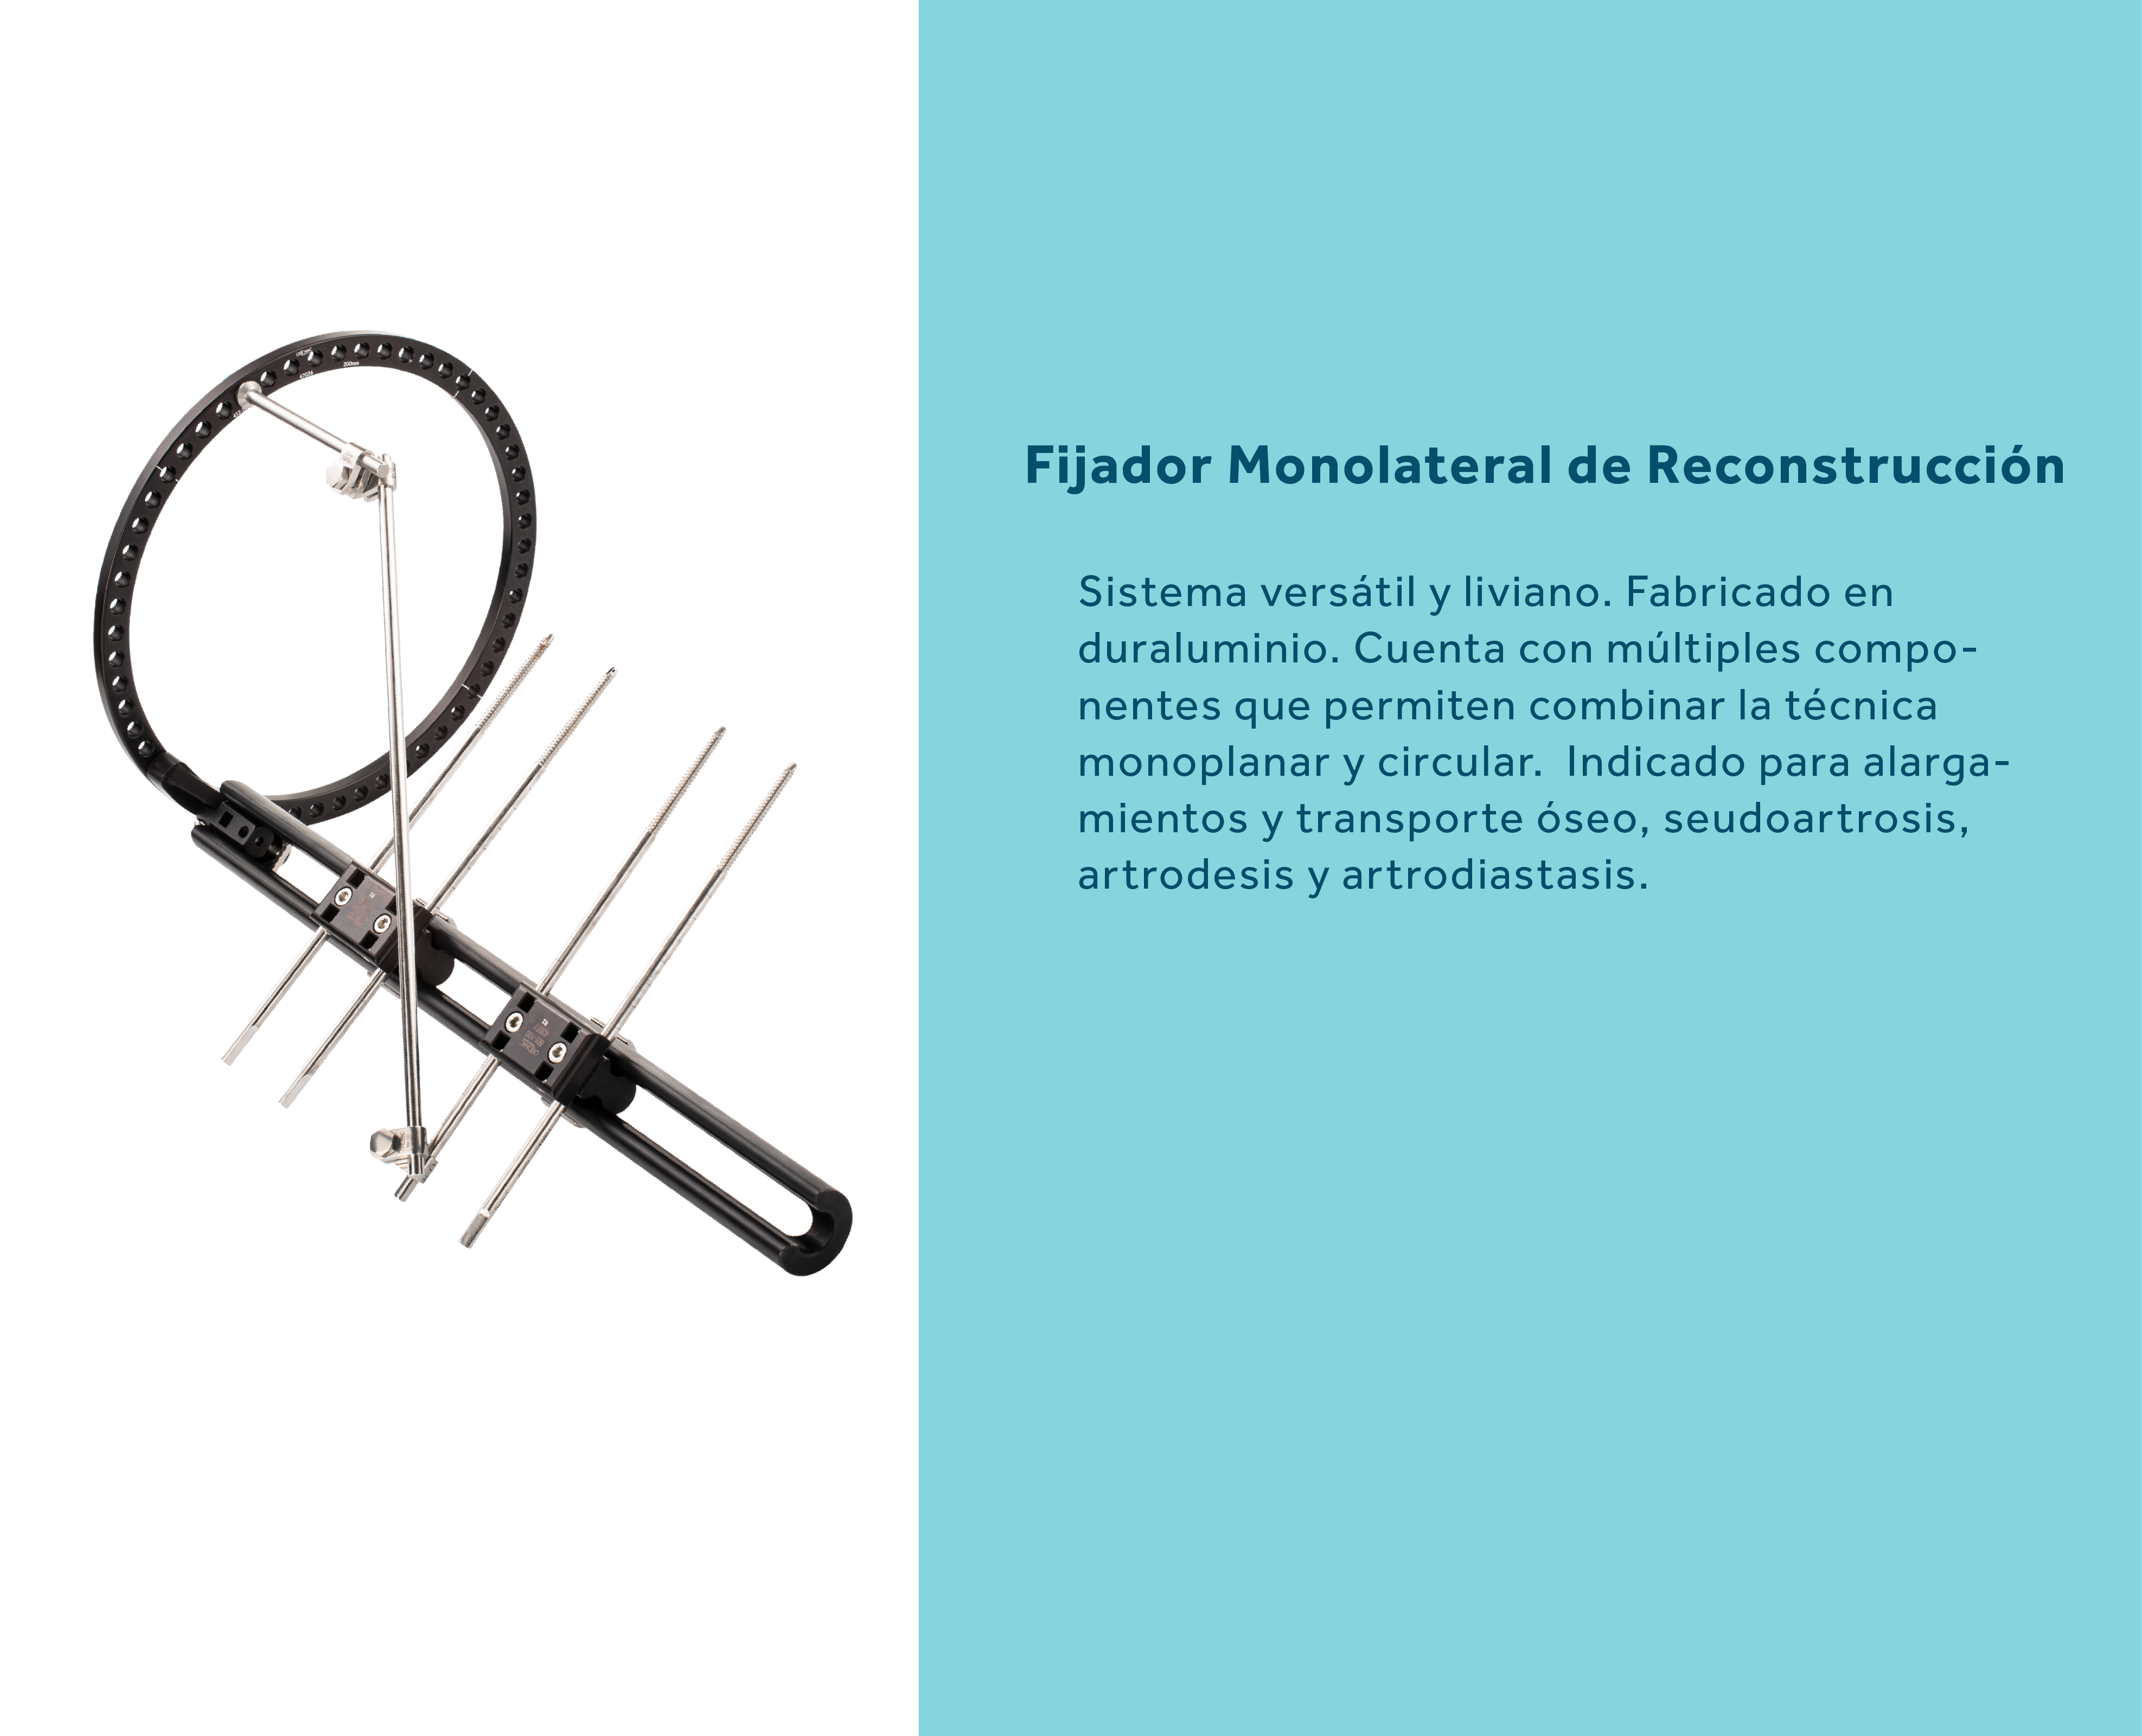 Fijador Monolateral de Reconstrucción
Sistema versátil y liviano. Fabricado en
duraluminio. Cuenta con múltiples compo-
nentes que permiten combinar la técnica
monoplanar y circular.  Indicado para alarga-
mientos y transporte óseo, seudoartrosis,
artrodesis y artrodiastasis.
200mm